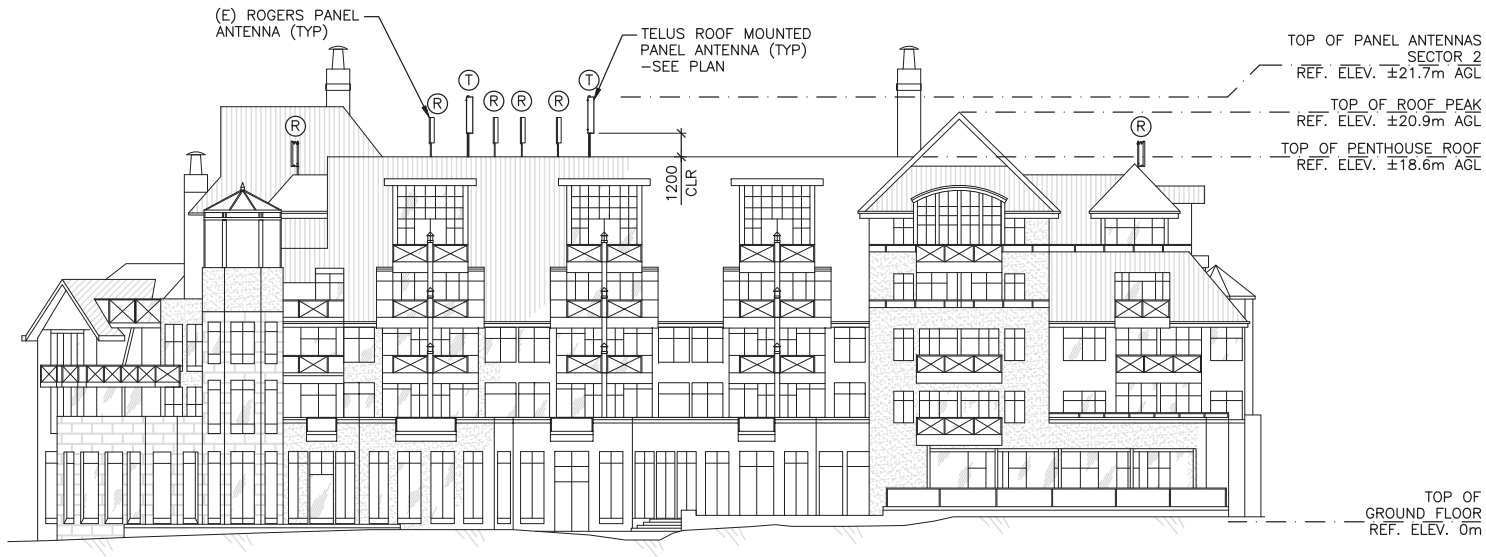 (E) ROGERS PANEL
ANTENNA (TYP)
TELUS ROOF MOUNTED
PANEL ANTENNA (TYP)
-SEE PLAN
TOP OF PANEL ANTENNAS
SECTOR 2
REF. ELEV. ±21.7m AGL
R
T
R
R
R
T
TOP OF ROOF PEAK
REF. ELEV. ±20.9m AGL
R
R
TOP OF PENTHOUSE ROOF
REF. ELEV. ±18.6m AGL
1200
CLR
TOP OF
GROUND FLOOR
REF. ELEV. 0m